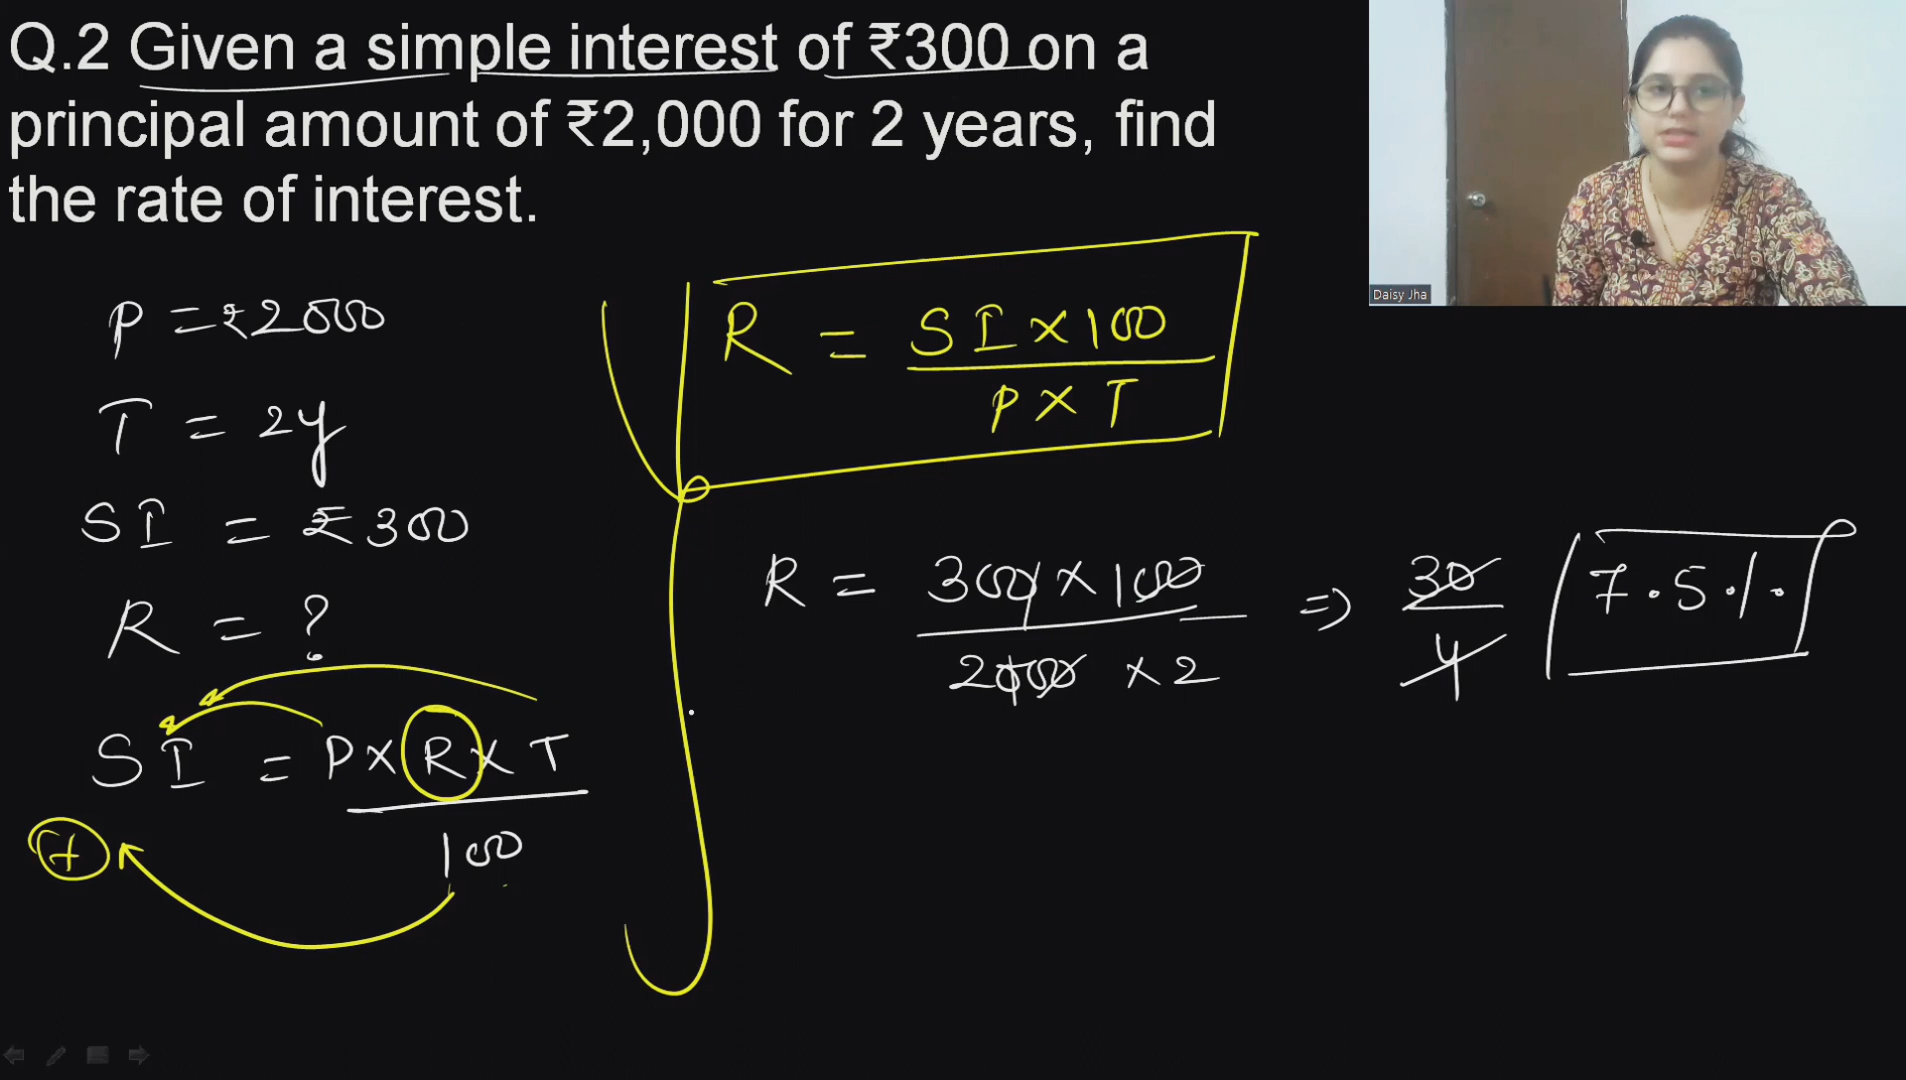 Q.2 Given a simple interest of ₹300 on a
principal amount of ₹2,000 for 2 years, find
the rate of interest.
Daisy Jha
P = ₹2000
T = 2y
SI = ₹300
R = ?
SI = P × R × T
100
+
R = SI × 100
P × T
R = 300 × 100
2000 × 2
⇒ 30
4
7.5%